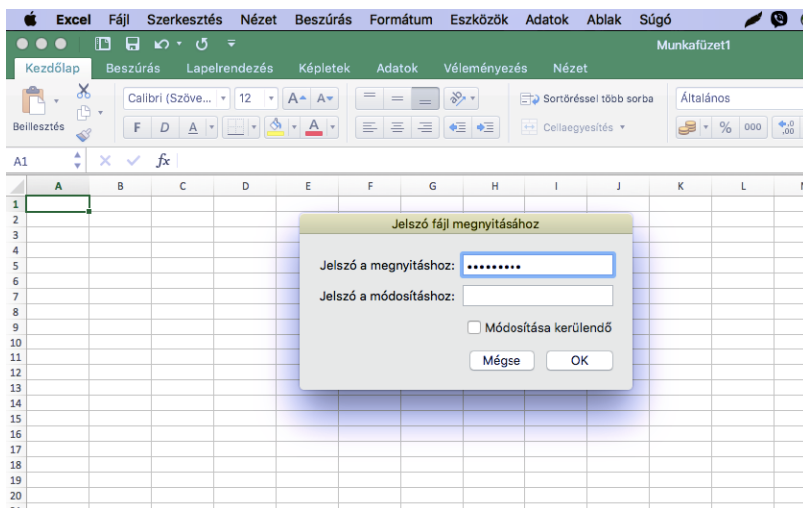 Excel Fájl Szerkesztés Nézet Beszúrás Formátum Eszközök Adatok Ablak Súgó
Munkafüzet1
Kezdőlap Beszúrás Lapelrendezés Képletek Adatok Véleményezés Nézet
Calibri (Szöve... 12 A A Sortöréssel több sorba Általános
Beillesztés F D A A Cellaegyesítés % 000 ,0 ,00
A1 fx
A B C D E F G H I J K L
1
2
3
4
5
6
7
8
9
10
11
12
13
14
15
16
17
18
19
20
Jelszó fájl megnyitásához
Jelszó a megnyitáshoz: •••••••••
Jelszó a módosításhoz:
Módosítása kerülendő
Mégse OK